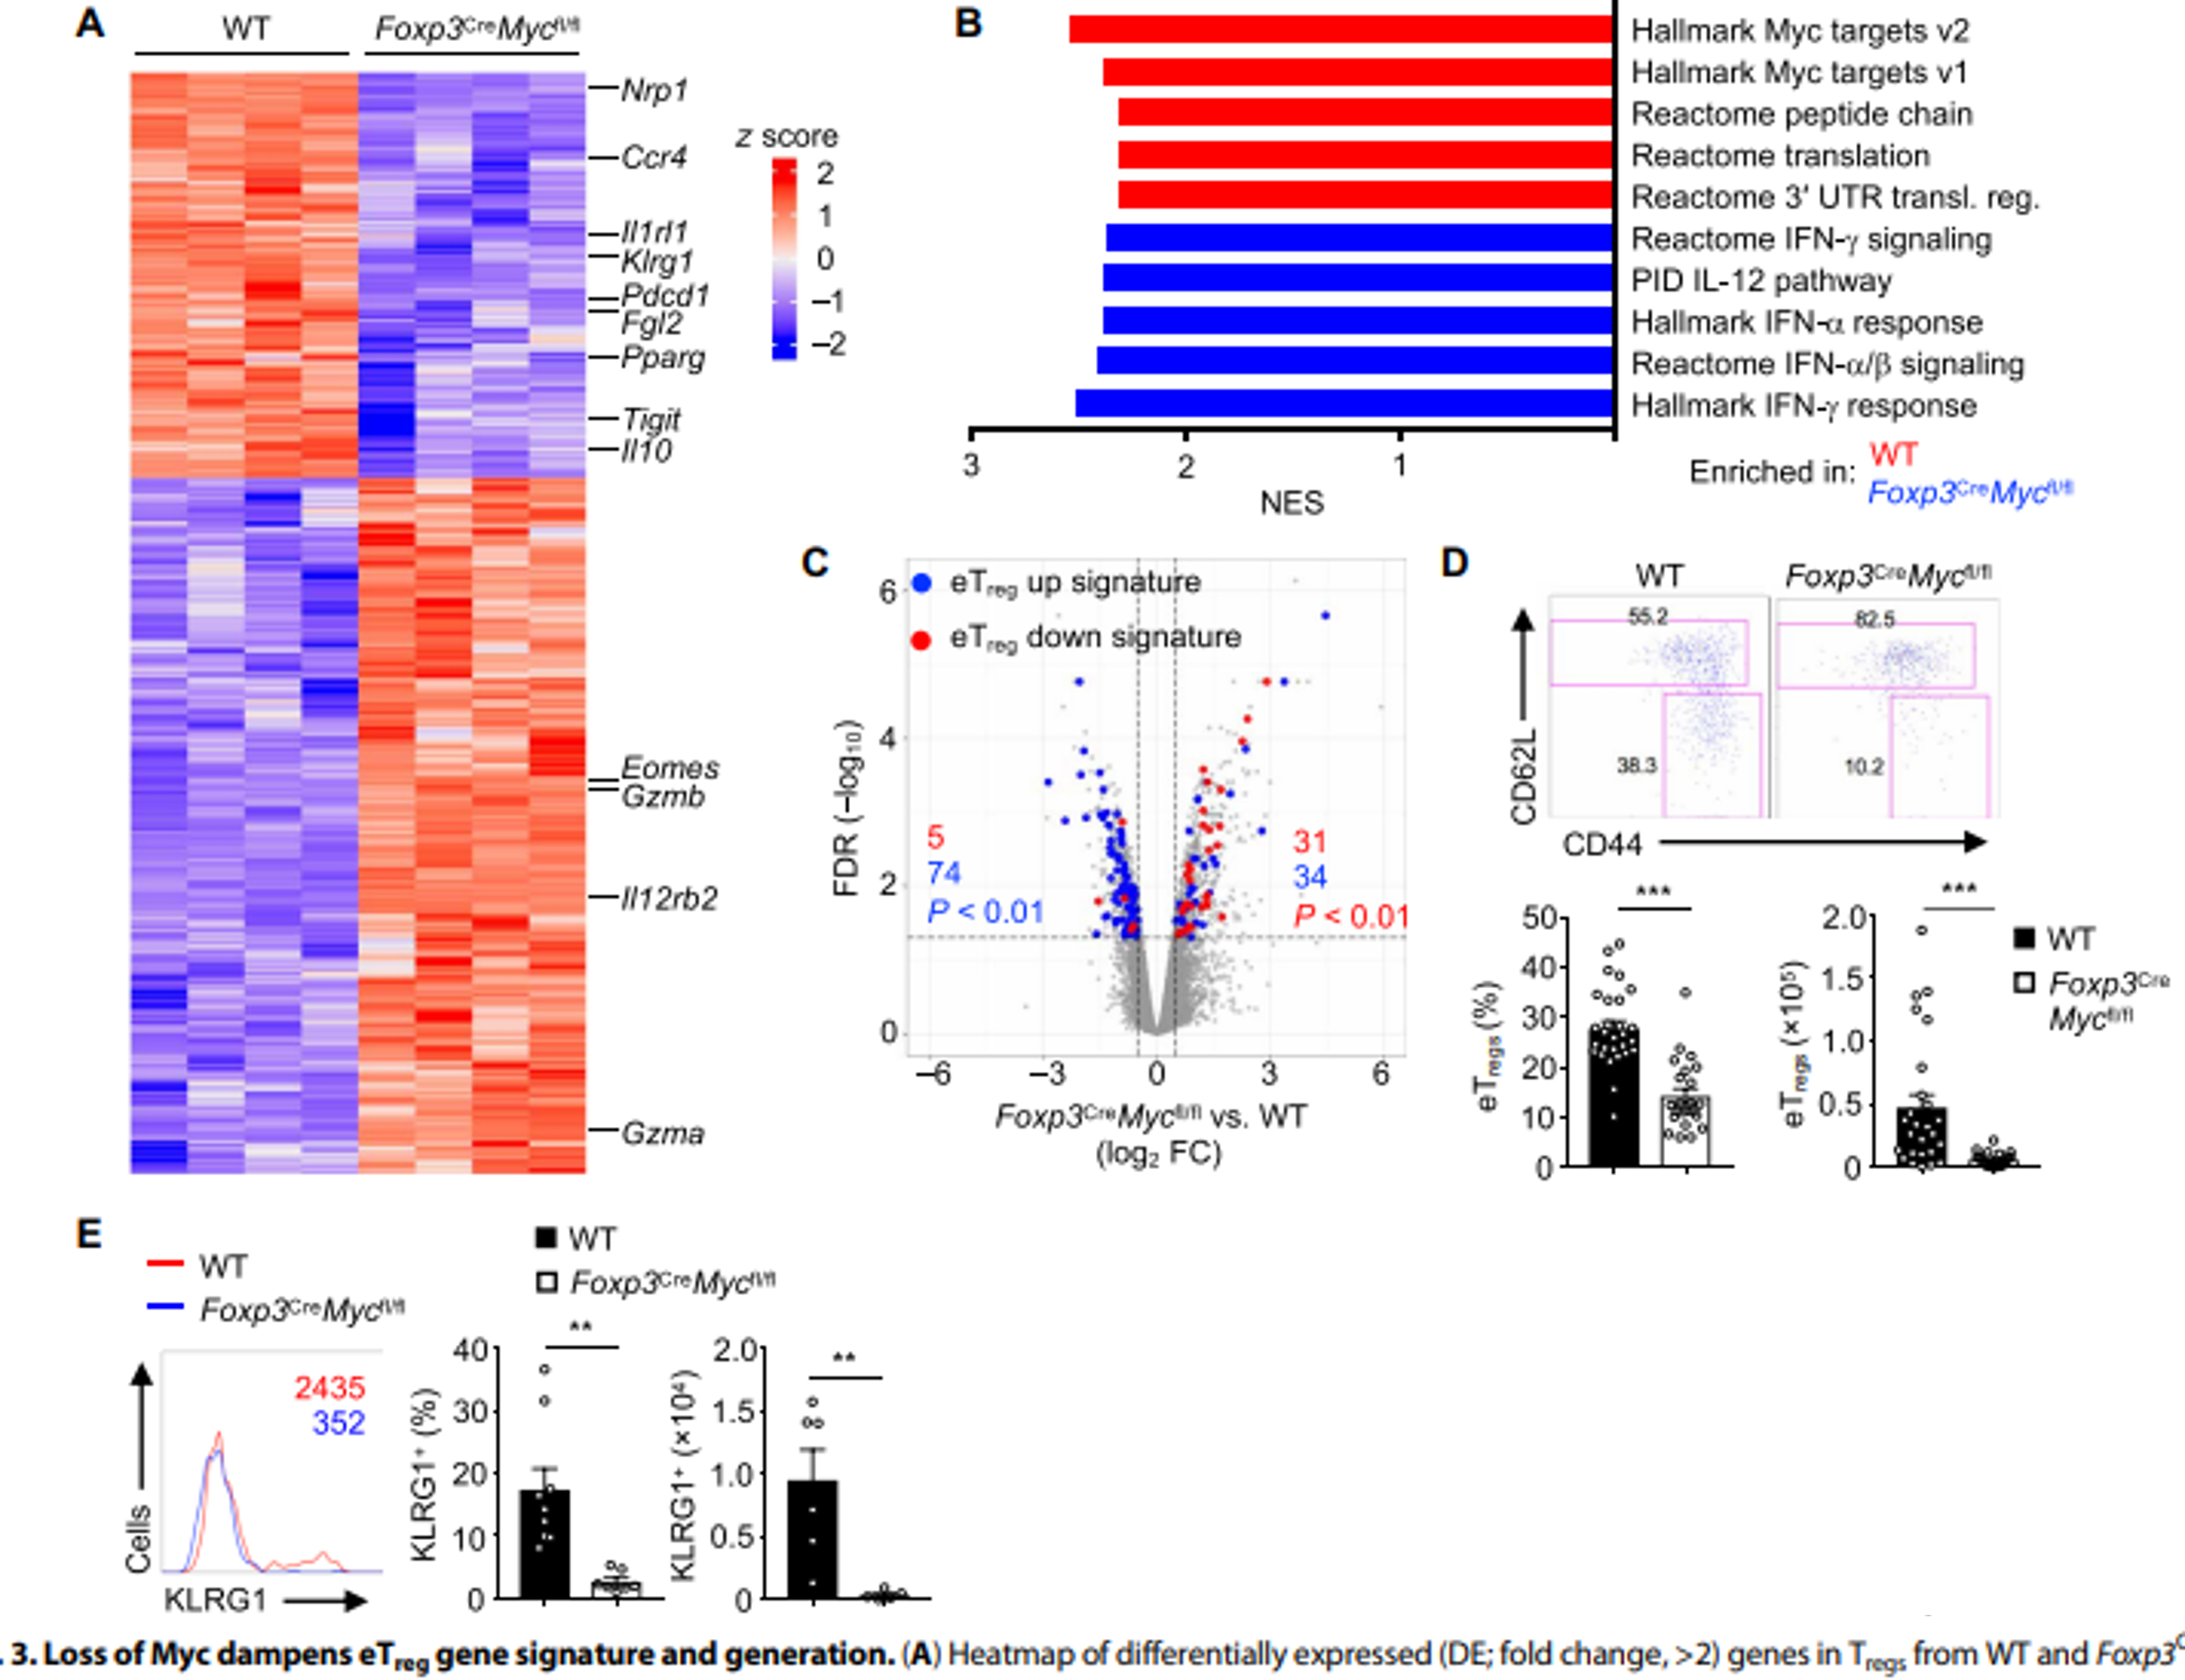 A
WT
Foxp3CreMycfl/fl
Nrp1
Ccr4
Il1rl1
Klrg1
Pdcd1
Fgl2
Pparg
Tigit
Il10
Eomes
Gzmb
Il12rb2
Gzma
z score
2
1
0
–1
–2
B
Hallmark Myc targets v2
Hallmark Myc targets v1
Reactome peptide chain
Reactome translation
Reactome 3′ UTR transl. reg.
Reactome IFN-γ signaling
PID IL-12 pathway
Hallmark IFN-α response
Reactome IFN-α/β signaling
Hallmark IFN-γ response
3
2
1
NES
Enriched in:
WT
Foxp3CreMycfl/fl
C
eTreg up signature
eTreg down signature
6
4
2
0
FDR (–log10)
5
74
P < 0.01
31
34
P < 0.01
–6
–3
0
3
6
Foxp3CreMycfl/fl vs. WT
(log2 FC)
D
WT
Foxp3CreMycfl/fl
55.2
82.5
38.3
10.2
CD62L
CD44
***
50
40
30
20
10
0
eTregs (%)
***
2.0
1.5
1.0
0.5
0
eTregs (×10⁵)
WT
Foxp3Cre
Mycfl/fl
E
WT
Foxp3CreMycfl/fl
2435
352
Cells
KLRG1
WT
Foxp3CreMycfl/fl
**
40
30
20
10
0
KLRG1⁺ (%)
**
2.0
1.5
1.0
0.5
0
KLRG1⁺ (×10⁴)
. 3. Loss of Myc dampens eTreg gene signature and generation. (A) Heatmap of differentially expressed (DE; fold change, >2) genes in Tregs from WT and Foxp3C